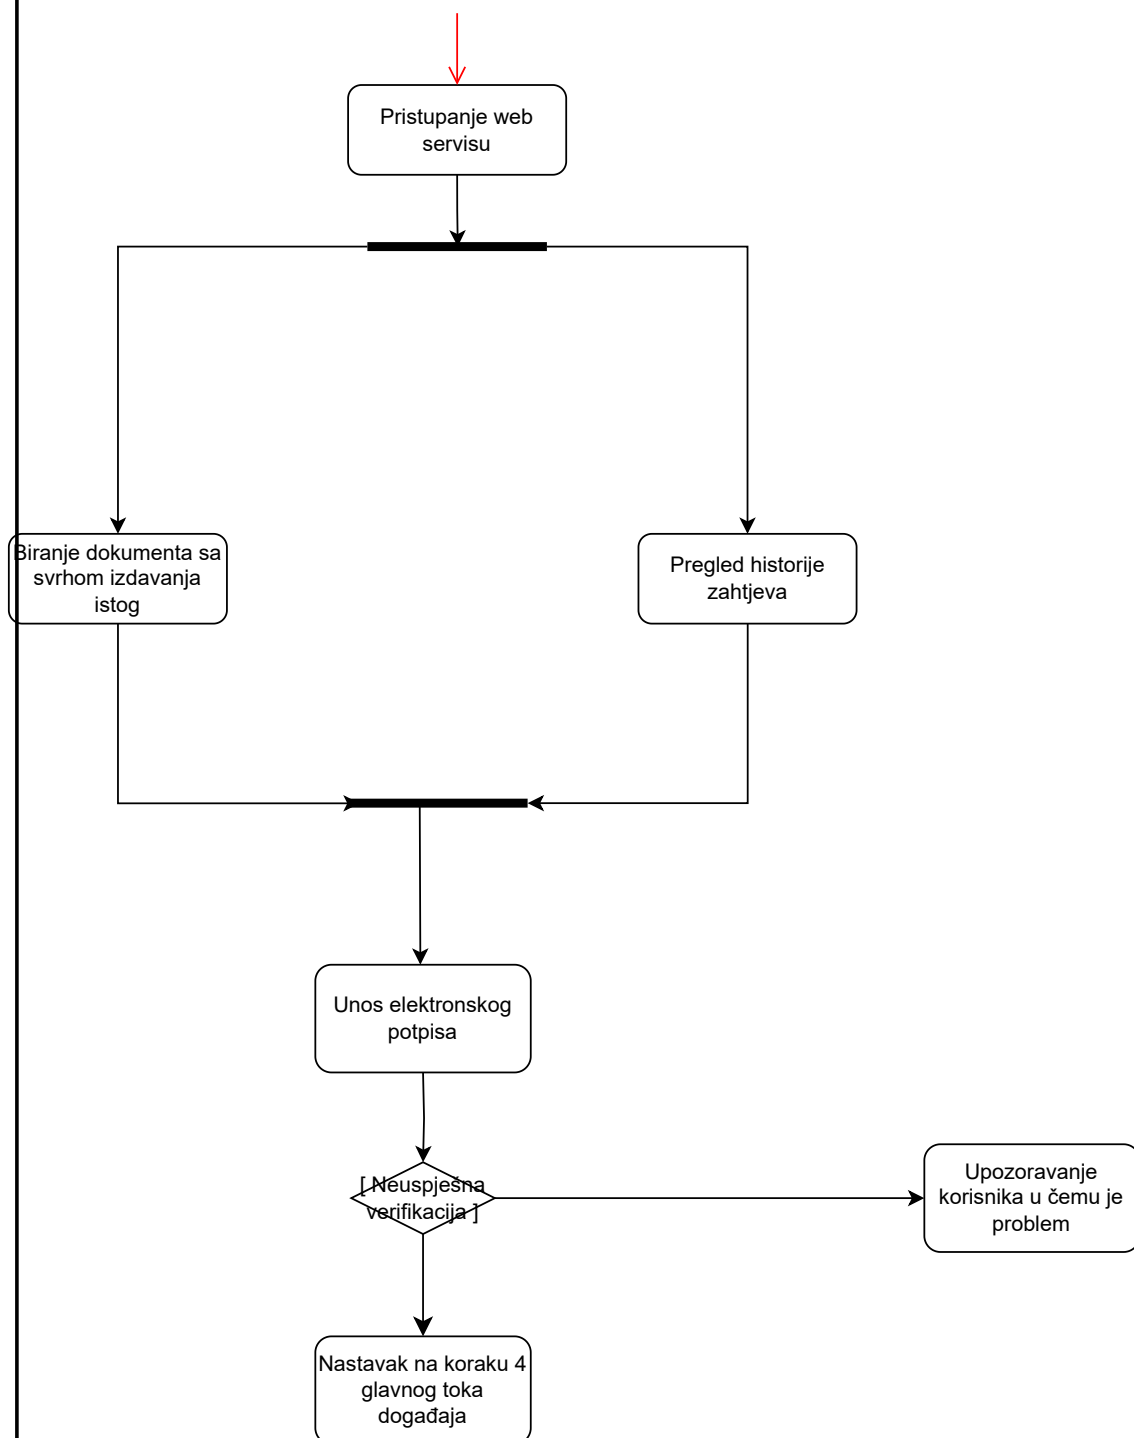 Pristupanje web
servisu
Biranje dokumenta sa
svrhom izdavanja
istog
Pregled historije
zahtjeva
Unos elektronskog
potpisa
[ Neuspješna
verifikacija ]
Upozoravanje
korisnika u čemu je
problem
Nastavak na koraku 4
glavnog toka
događaja